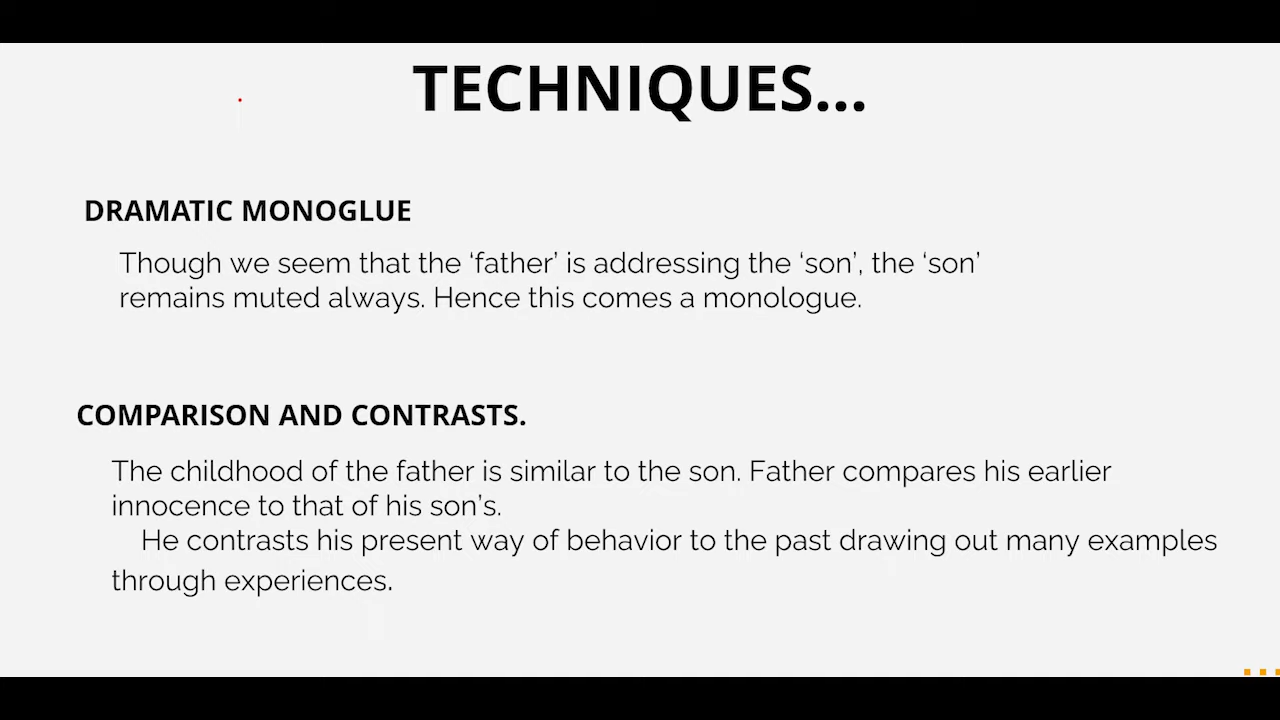 TECHNIQUES...
DRAMATIC MONOGLUE
Though we seem that the ‘father’ is addressing the ‘son’, the ‘son’
remains muted always. Hence this comes a monologue.
COMPARISON AND CONTRASTS.
The childhood of the father is similar to the son. Father compares his earlier
innocence to that of his son’s.
He contrasts his present way of behavior to the past drawing out many examples
through experiences.